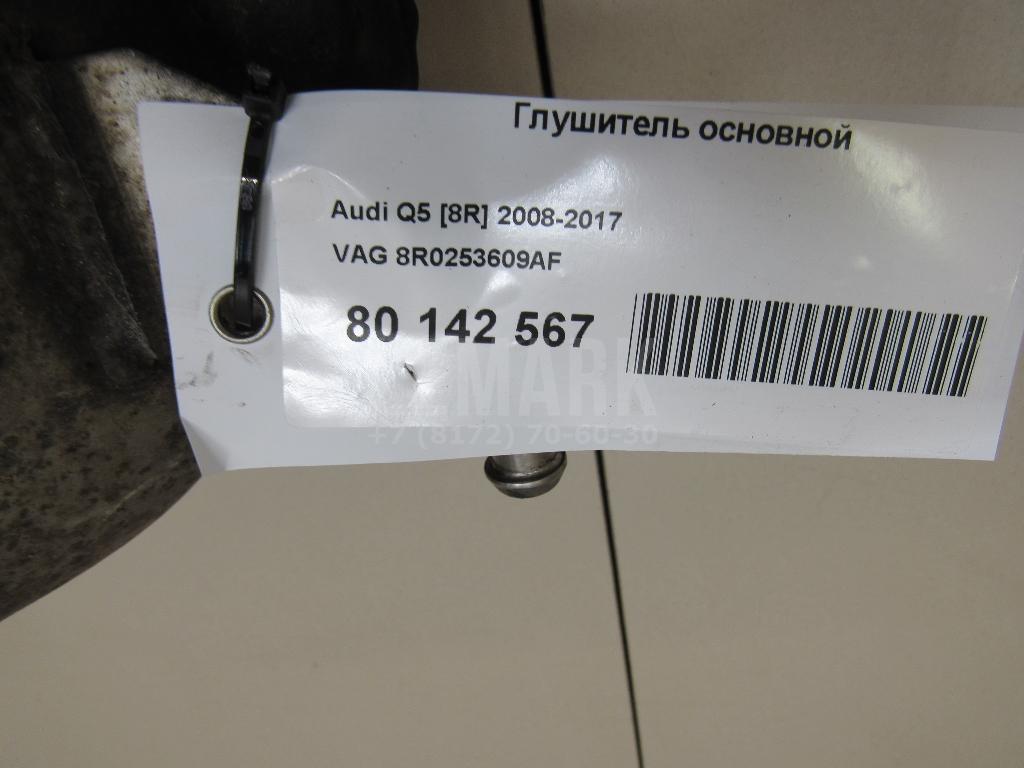 Глушитель основной
Audi Q5 [8R] 2008-2017
VAG 8R0253609AF
80 142 567
MARK
+7 (8172) 70-60-30